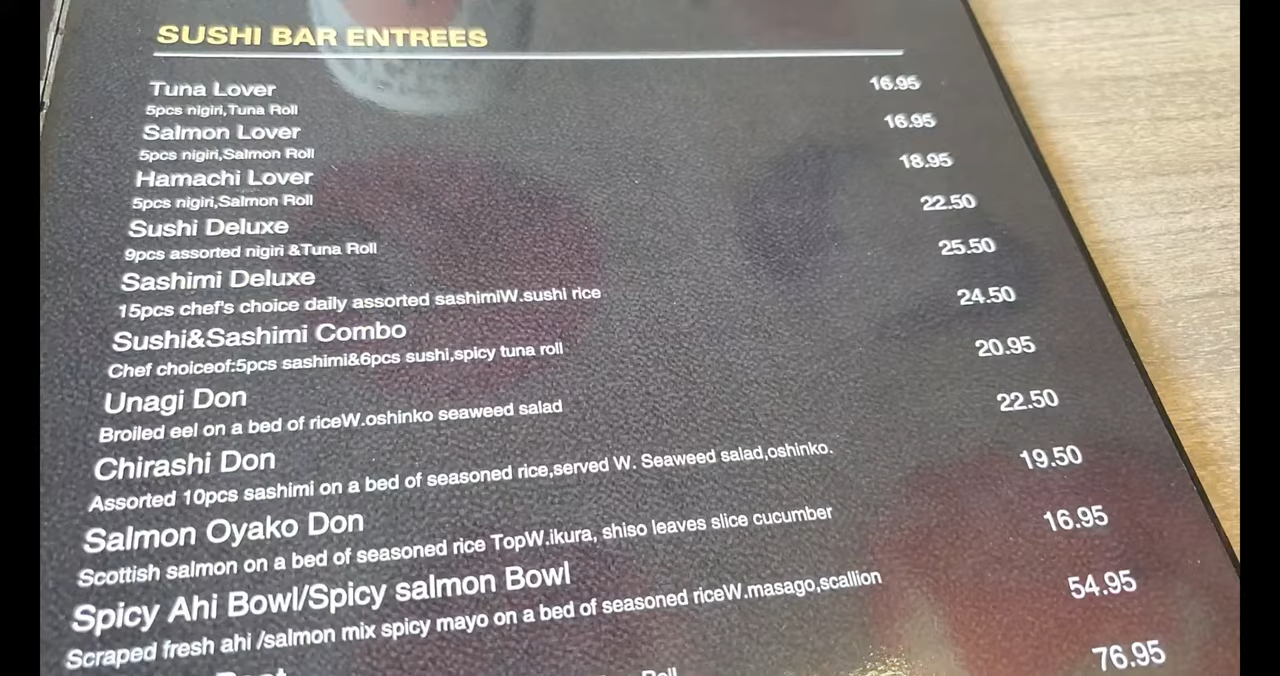 SUSHI BAR ENTREES
Tuna Lover 16.95
5pcs nigiri,Tuna Roll
Salmon Lover 16.95
5pcs nigiri,Salmon Roll
Hamachi Lover 18.95
5pcs nigiri,Salmon Roll
Sushi Deluxe 22.50
9pcs assorted nigiri &Tuna Roll
Sashimi Deluxe 25.50
15pcs chef's choice daily assorted sashimiW.sushi rice
Sushi&Sashimi Combo 24.50
Chef choiceof:5pcs sashimi&6pcs sushi,spicy tuna roll
Unagi Don 20.95
Broiled eel on a bed of riceW.oshinko seaweed salad
Chirashi Don 22.50
Assorted 10pcs sashimi on a bed of seasoned rice,served W. Seaweed salad,oshinko.
Salmon Oyako Don 19.50
Scottish salmon on a bed of seasoned rice TopW.ikura, shiso leaves slice cucumber
Spicy Ahi Bowl/Spicy salmon Bowl 16.95
Scraped fresh ahi /salmon mix spicy mayo on a bed of seasoned riceW.masago,scallion
54.95
Roll
76.95